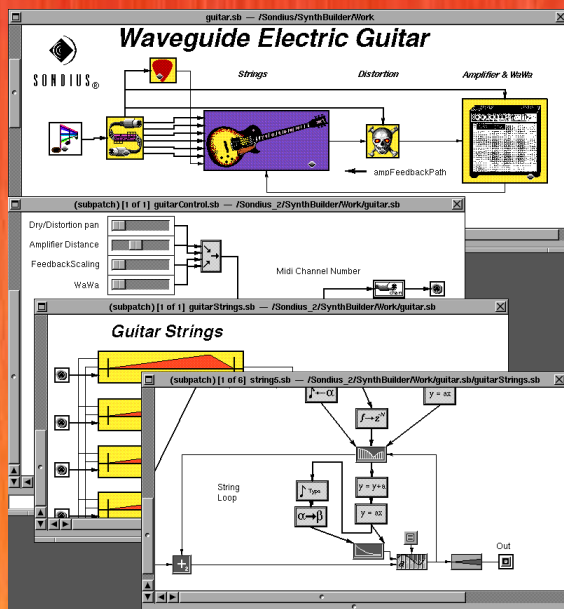 guitar.sb — /Sondius/SynthBuilder/Work
Waveguide Electric Guitar
SONDIUS®
Strings
Distortion
Amplifier & WaWa
ampFeedbackPath
(subpatch) [1 of 1] guitarControl.sb — /Sondius_2/SynthBuilder/Work/guitar.sb
Dry/Distortion pan
Amplifier Distance
FeedbackScaling
WaWa
Midi Channel Number
chan
(subpatch) [1 of 1] guitarStrings.sb — /Sondius_2/SynthBuilder/Work/guitar.sb
Guitar Strings
(subpatch) [1 of 6] string5.sb — /Sondius_2/SynthBuilder/Work/guitar.sb/guitarStrings.sb
♪←α
y = ax
f→z⁻ᴺ
String
Loop
♪ Type
y = y+a
α→β
y = ax
Out